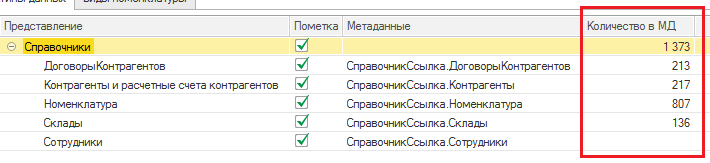 Виды номенклатуры
Представление Пометка Метаданные Количество в МД
Справочники 1 373
ДоговорыКонтрагентов СправочникСсылка.ДоговорыКонтрагентов 213
Контрагенты и расчетные счета контрагентов СправочникСсылка.Контрагенты 217
Номенклатура СправочникСсылка.Номенклатура 807
Склады СправочникСсылка.Склады 136
Сотрудники СправочникСсылка.Сотрудники